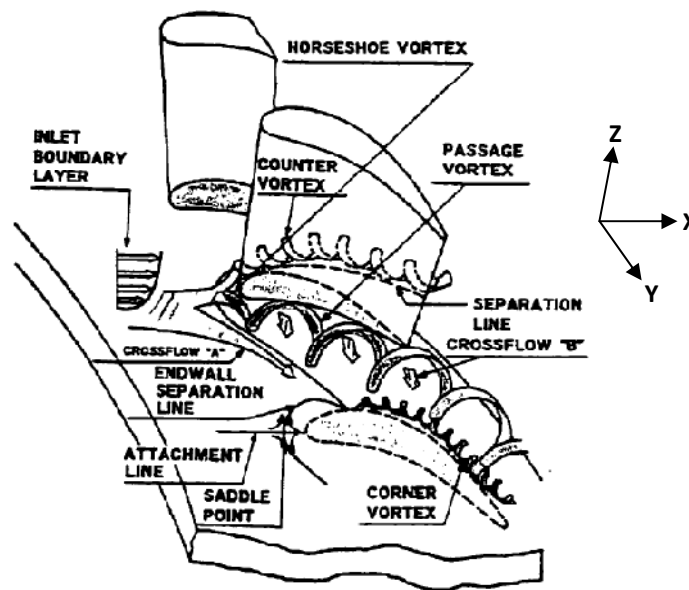 HORSESHOE VORTEX
INLET
BOUNDARY
LAYER
COUNTER
VORTEX
PASSAGE
VORTEX
Z
X
Y
SEPARATION
LINE
CROSSFLOW "A"
CROSSFLOW "B"
ENDWALL
SEPARATION
LINE
ATTACHMENT
LINE
SADDLE
POINT
CORNER
VORTEX